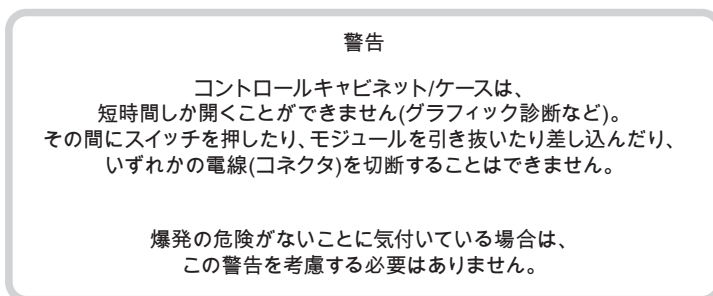 警告
コントロールキャビネット/ケースは、
短時間しか開くことができません(グラフィック診断など)。
その間にスイッチを押したり、モジュールを引き抜いたり差し込んだり、
いずれかの電線(コネクタ)を切断することはできません。
爆発の危険がないことに気付いている場合は、
この警告を考慮する必要はありません。